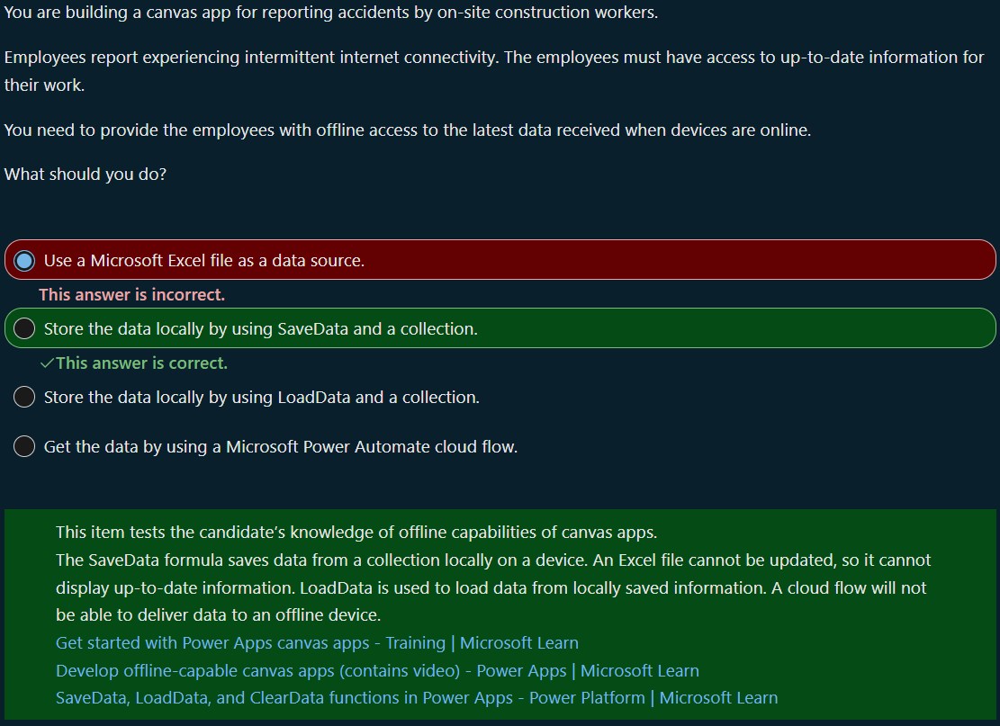 You are building a canvas app for reporting accidents by on-site construction workers.
Employees report experiencing intermittent internet connectivity. The employees must have access to up-to-date information for
their work.
You need to provide the employees with offline access to the latest data received when devices are online.
What should you do?
Use a Microsoft Excel file as a data source.
This answer is incorrect.
Store the data locally by using SaveData and a collection.
✓This answer is correct.
Store the data locally by using LoadData and a collection.
Get the data by using a Microsoft Power Automate cloud flow.
This item tests the candidate’s knowledge of offline capabilities of canvas apps.
The SaveData formula saves data from a collection locally on a device. An Excel file cannot be updated, so it cannot
display up-to-date information. LoadData is used to load data from locally saved information. A cloud flow will not
be able to deliver data to an offline device.
Get started with Power Apps canvas apps - Training | Microsoft Learn
Develop offline-capable canvas apps (contains video) - Power Apps | Microsoft Learn
SaveData, LoadData, and ClearData functions in Power Apps - Power Platform | Microsoft Learn